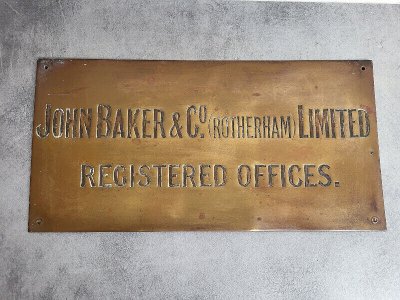 JOHN BAKER & CO. (ROTHERHAM) LIMITED
REGISTERED OFFICES.